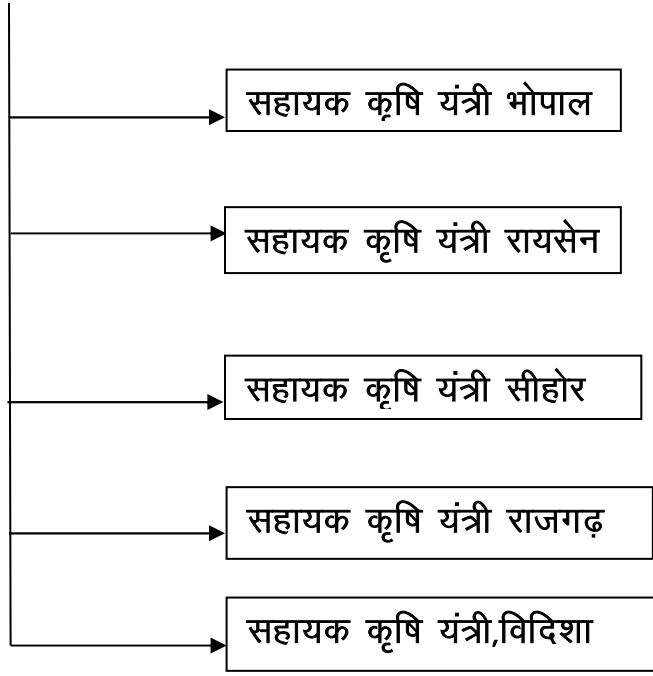 सहायक कृषि यंत्री भोपाल
सहायक कृषि यंत्री रायसेन
सहायक कृषि यंत्री सीहोर
सहायक कृषि यंत्री राजगढ़
सहायक कृषि यंत्री,विदिशा